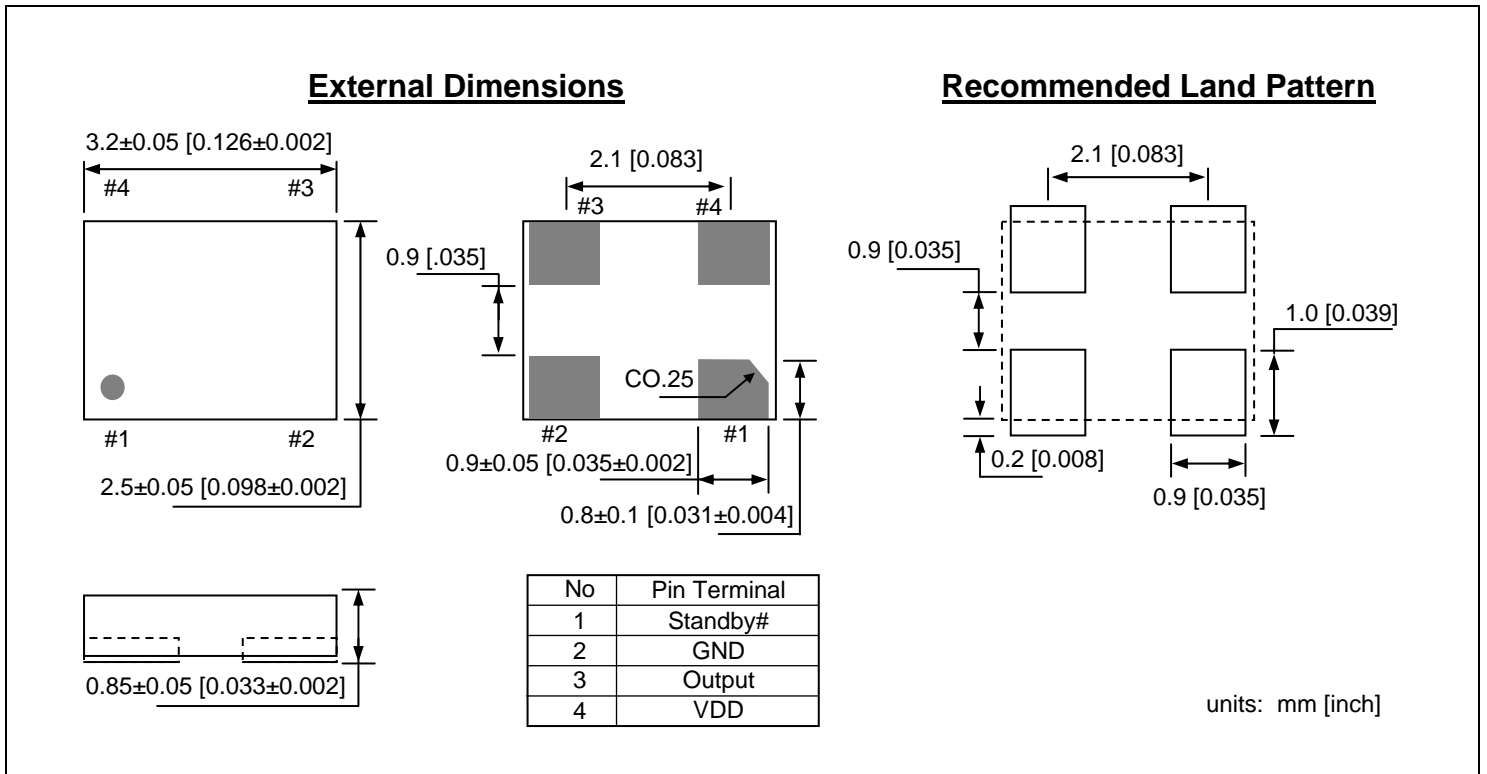 External Dimensions
Recommended Land Pattern
3.2±0.05 [0.126±0.002]
#4 #3
#1 #2
2.5±0.05 [0.098±0.002]
0.85±0.05 [0.033±0.002]
2.1 [0.083]
#3 #4
0.9 [.035]
CO.25
#2 #1
0.9±0.05 [0.035±0.002]
0.8±0.1 [0.031±0.004]
2.1 [0.083]
0.9 [0.035]
1.0 [0.039]
0.2 [0.008]
0.9 [0.035]
No Pin Terminal
1 Standby#
2 GND
3 Output
4 VDD
units: mm [inch]